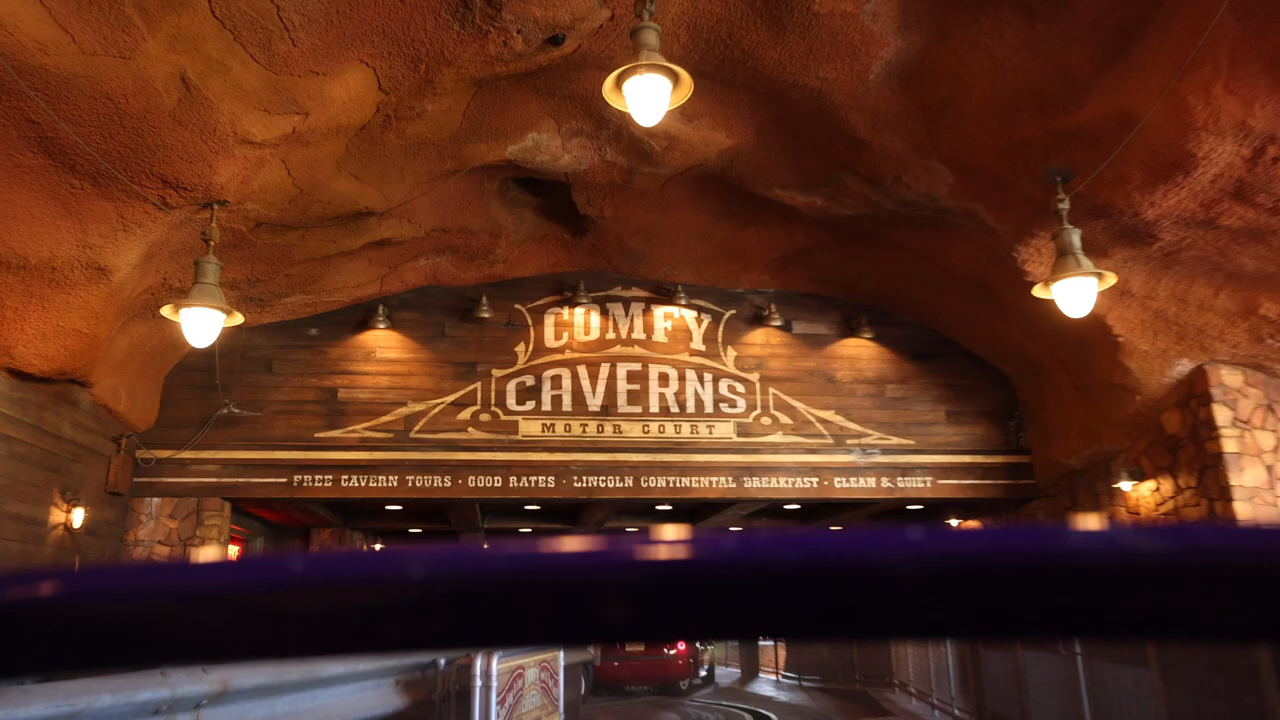 COMFY
CAVERNS
MOTOR COURT
FREE CAVERN TOURS · GOOD RATES · LINCOLN CONTINENTAL BREAKFAST · CLEAN & QUIET